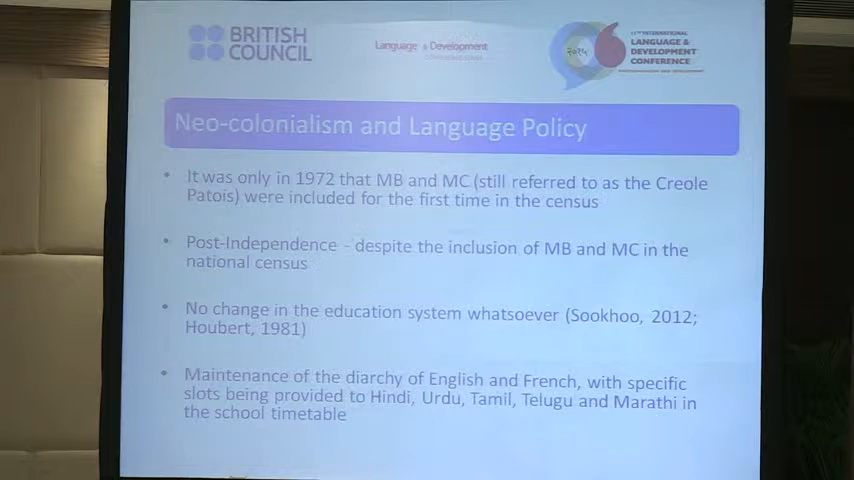 BRITISH
COUNCIL
Language & Development
CONFERENCE SERIES
11TH INTERNATIONAL
LANGUAGE &
DEVELOPMENT
CONFERENCE
Neo-colonialism and Language Policy
• It was only in 1972 that MB and MC (still referred to as the Creole
Patois) were included for the first time in the census
• Post-Independence - despite the inclusion of MB and MC in the
national census
• No change in the education system whatsoever (Sookhoo, 2012;
Houbert, 1981)
• Maintenance of the diarchy of English and French, with specific
slots being provided to Hindi, Urdu, Tamil, Telugu and Marathi in
the school timetable